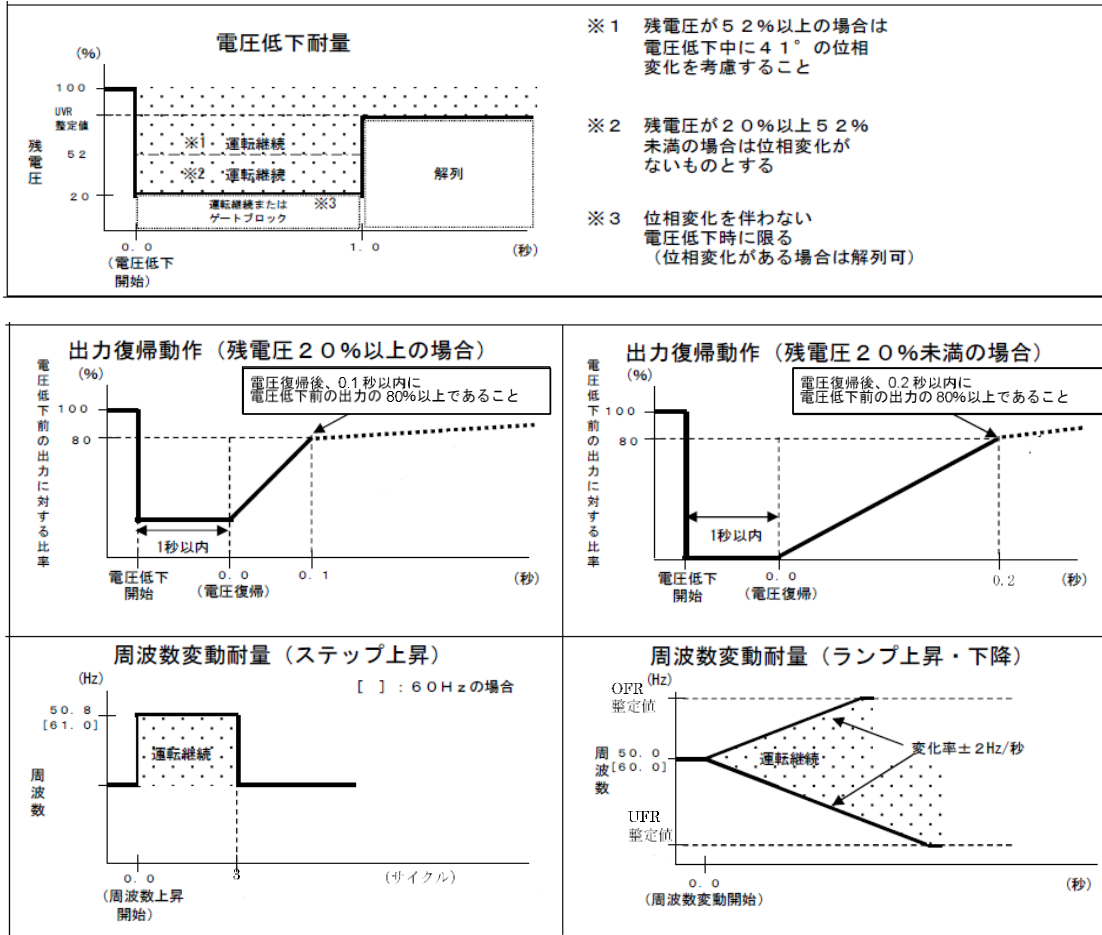 電圧低下耐量
(%)
100
UVR
整定値
52
20
残電圧
※1 運転継続
※2 運転継続
運転継続または ※3
ゲートブロック
解列
0.0
(電圧低下
開始)
1.0
(秒)
※1 残電圧が52%以上の場合は
電圧低下中に41°の位相
変化を考慮すること
※2 残電圧が20%以上52%
未満の場合は位相変化が
ないものとする
※3 位相変化を伴わない
電圧低下時に限る
(位相変化がある場合は解列可)
出力復帰動作(残電圧20%以上の場合)
(%)
電圧復帰後、0.1秒以内に
電圧低下前の出力の80%以上であること
100
80
電圧低下前の出力に対する比率
1秒以内
電圧低下
開始
0.0
(電圧復帰)
0.1
(秒)
出力復帰動作(残電圧20%未満の場合)
(%)
電圧復帰後、0.2秒以内に
電圧低下前の出力の80%以上であること
100
80
電圧低下前の出力に対する比率
1秒以内
電圧低下
開始
0.0
(電圧復帰)
0.2
(秒)
周波数変動耐量(ステップ上昇)
(Hz)
[ ]:60Hzの場合
50.8
[61.0]
運転継続
周波数
0.0
(周波数上昇
開始)
3
(サイクル)
周波数変動耐量(ランプ上昇・下降)
(Hz)
OFR
整定値
50.0
[60.0]
周波数
運転継続
変化率±2Hz/秒
UFR
整定値
0.0
(周波数変動開始)
(秒)